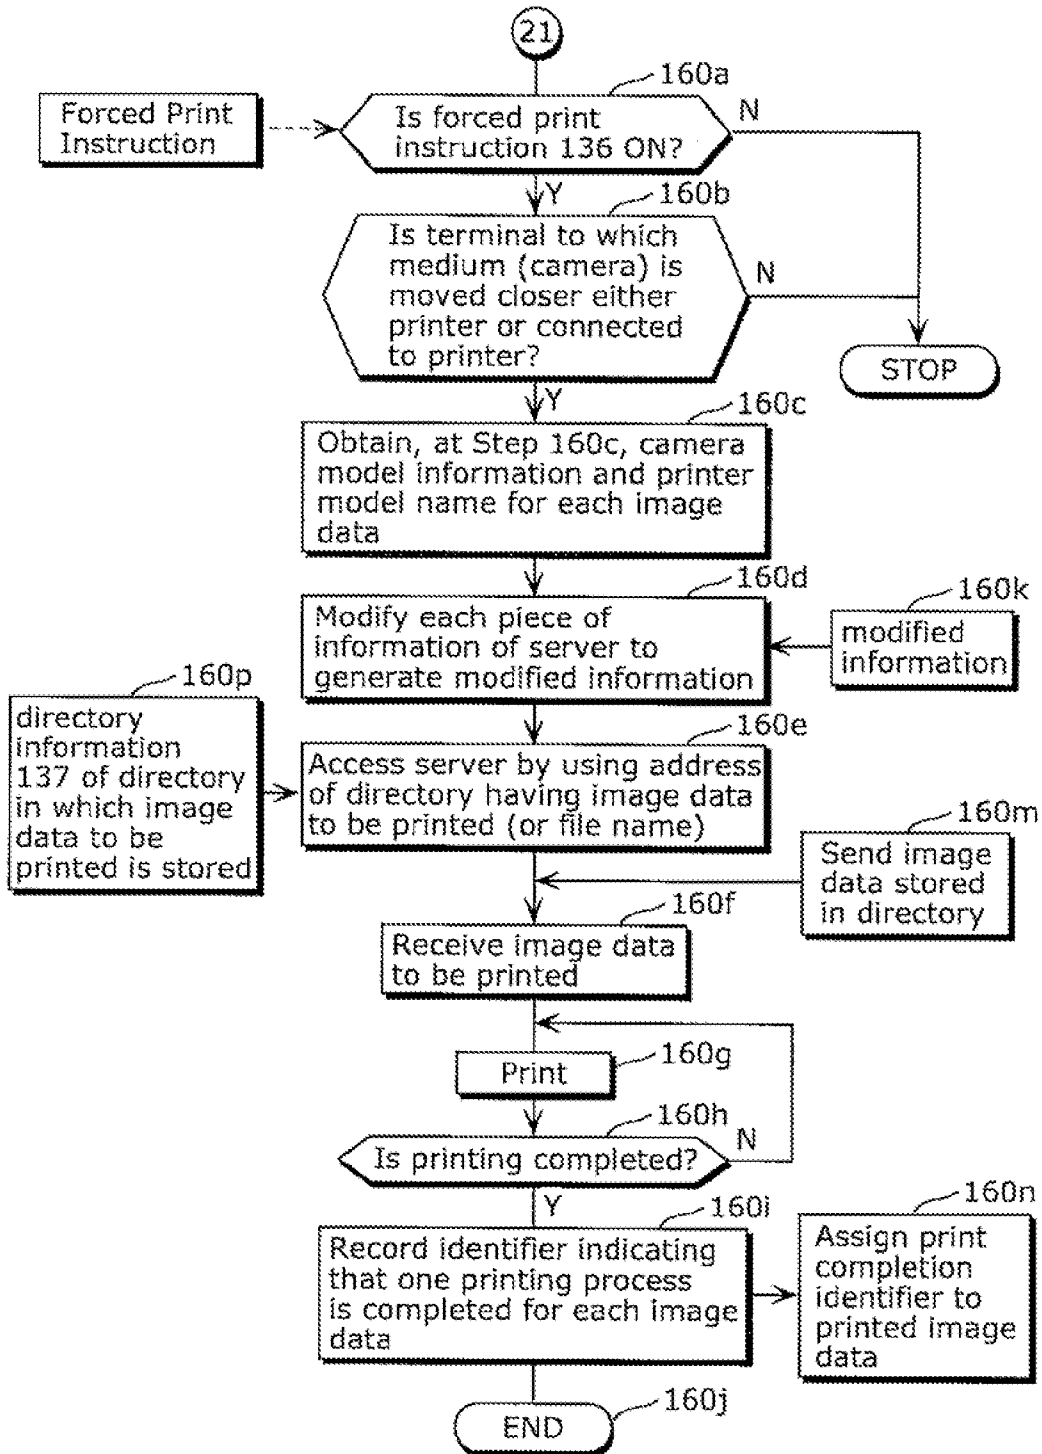 21
160a
Forced Print
Instruction
Is forced print
instruction 136 ON?
N
Y
160b
Is terminal to which
medium (camera) is
moved closer either
printer or connected
to printer?
N
STOP
Y
160c
Obtain, at Step 160c, camera
model information and printer
model name for each image
data
160d
Modify each piece of
information of server to
generate modified information
160k
modified
information
160p
directory
information
137 of directory
in which image
data to be
printed is stored
160e
Access server by using address
of directory having image data
to be printed (or file name)
160m
Send image
data stored
in directory
160f
Receive image data
to be printed
160g
Print
160h
Is printing completed?
N
Y
160i
Record identifier indicating
that one printing process
is completed for each image
data
160n
Assign print
completion
identifier to
printed image
data
160j
END